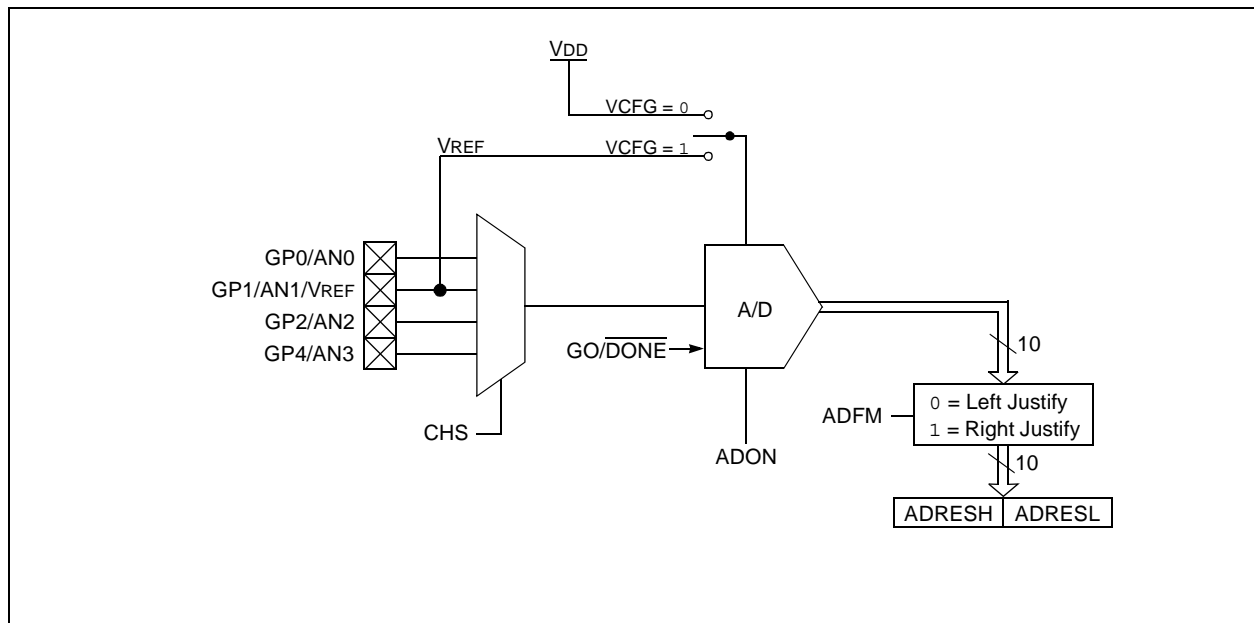 VDD
VCFG = 0
VREF
VCFG = 1
GP0/AN0
GP1/AN1/VREF
GP2/AN2
GP4/AN3
A/D
GO/DONE
10
ADFM
0 = Left Justify
1 = Right Justify
CHS
ADON
10
ADRESH
ADRESL